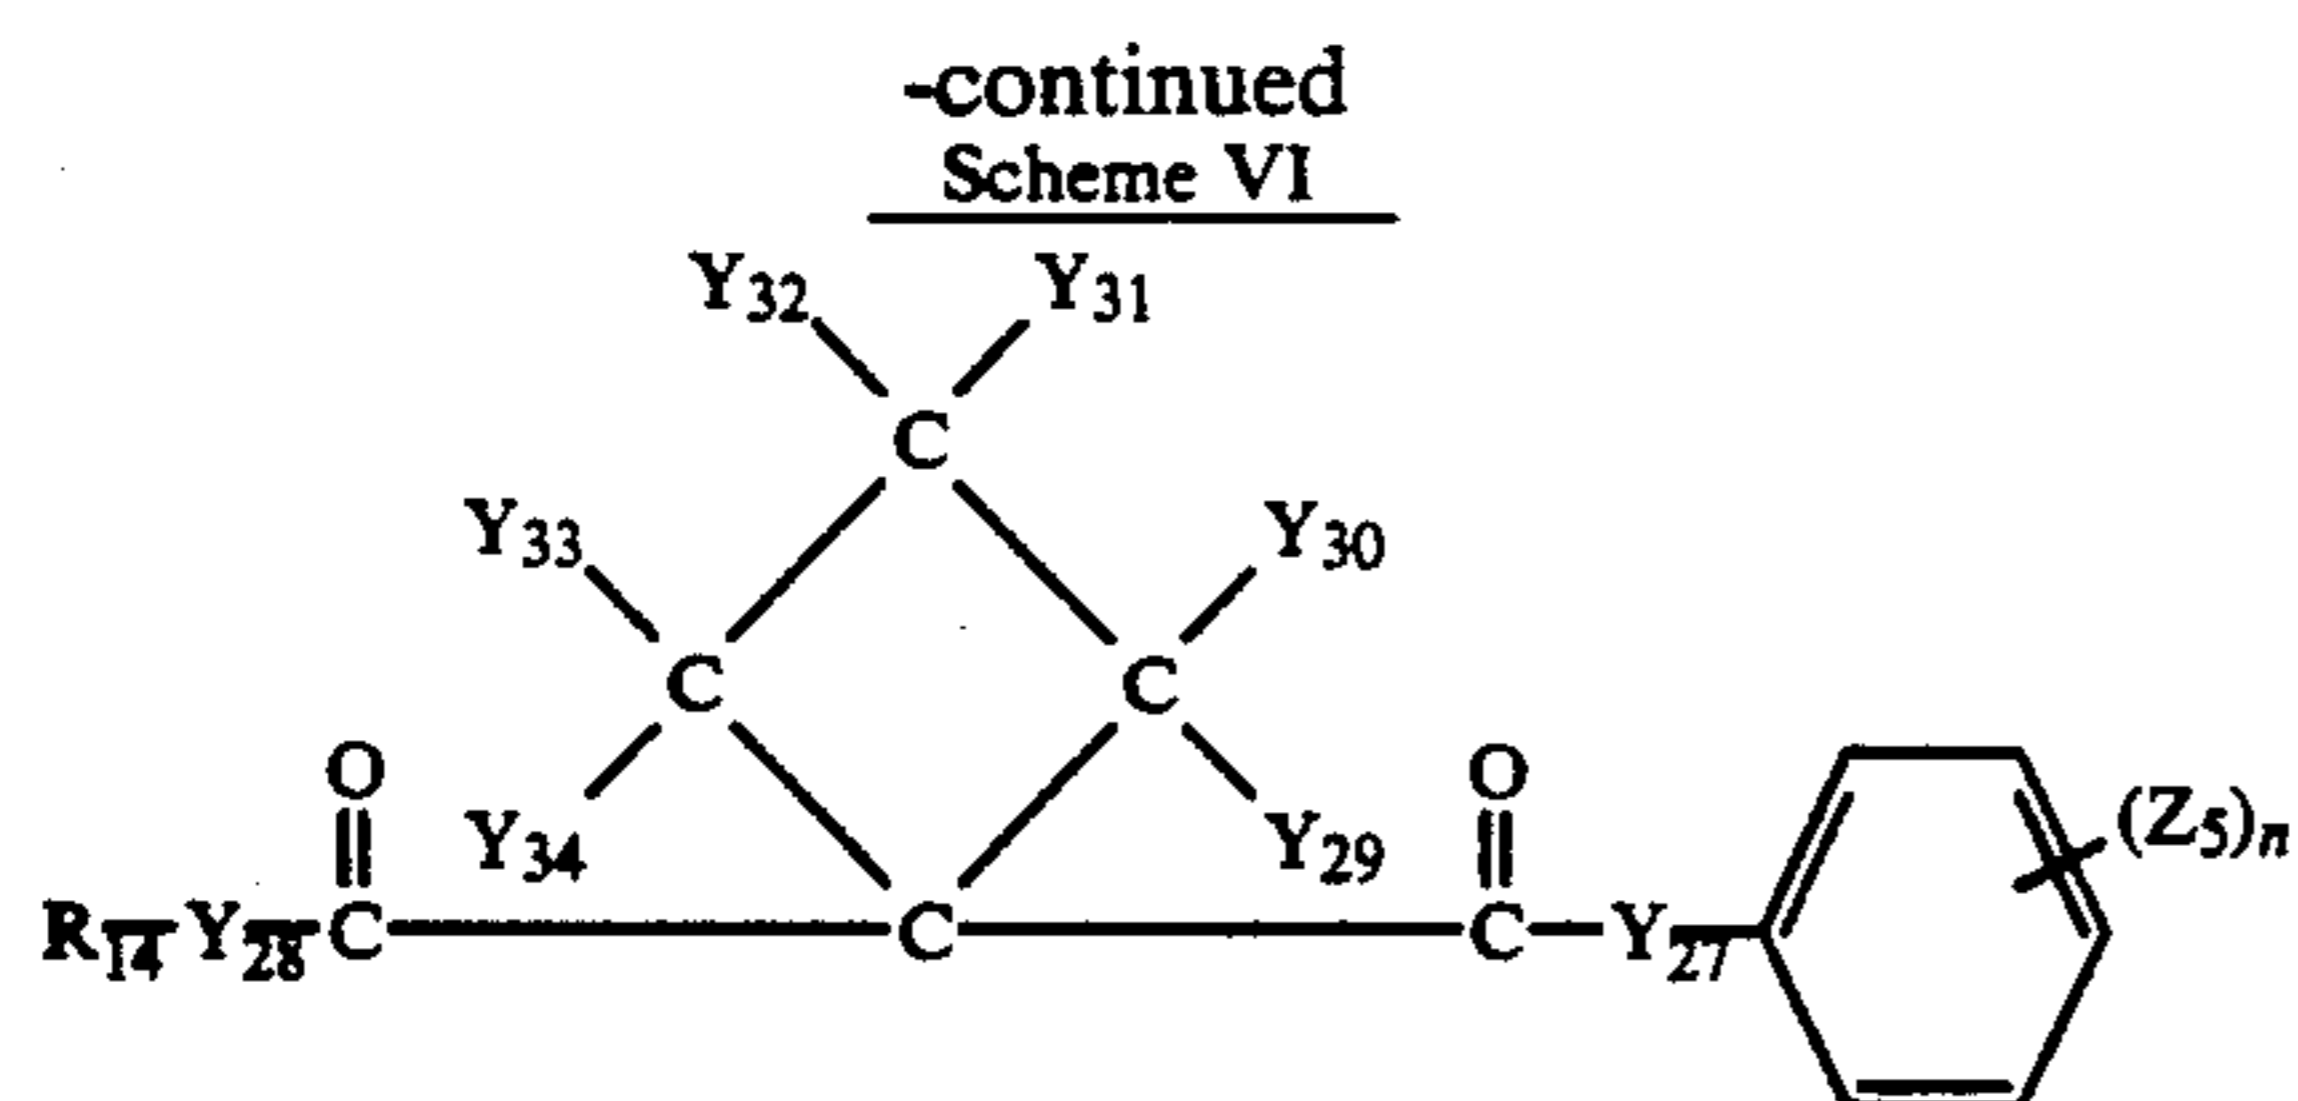 -continued
Scheme VI
Y32 Y31
C
Y33 Y30
C C
O O
Y34 Y29 (Z5)n
R14 Y28 C C C Y27